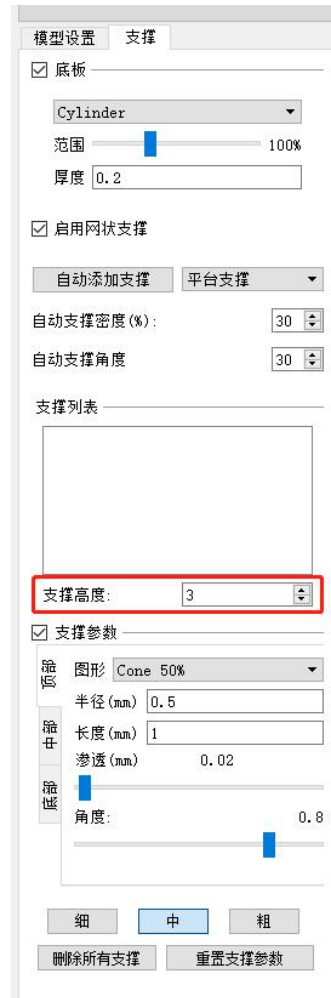 模型设置 支撑
底板
Cylinder
范围 100%
厚度 0.2
启用网状支撑
自动添加支撑 平台支撑
自动支撑密度(%): 30
自动支撑角度 30
支撑列表
支撑高度: 3
支撑参数
顶部
中部
底部
图形 Cone 50%
半径(mm) 0.5
长度(mm) 1
渗透(mm) 0.02
角度: 0.8
细 中 粗
删除所有支撑 重置支撑参数